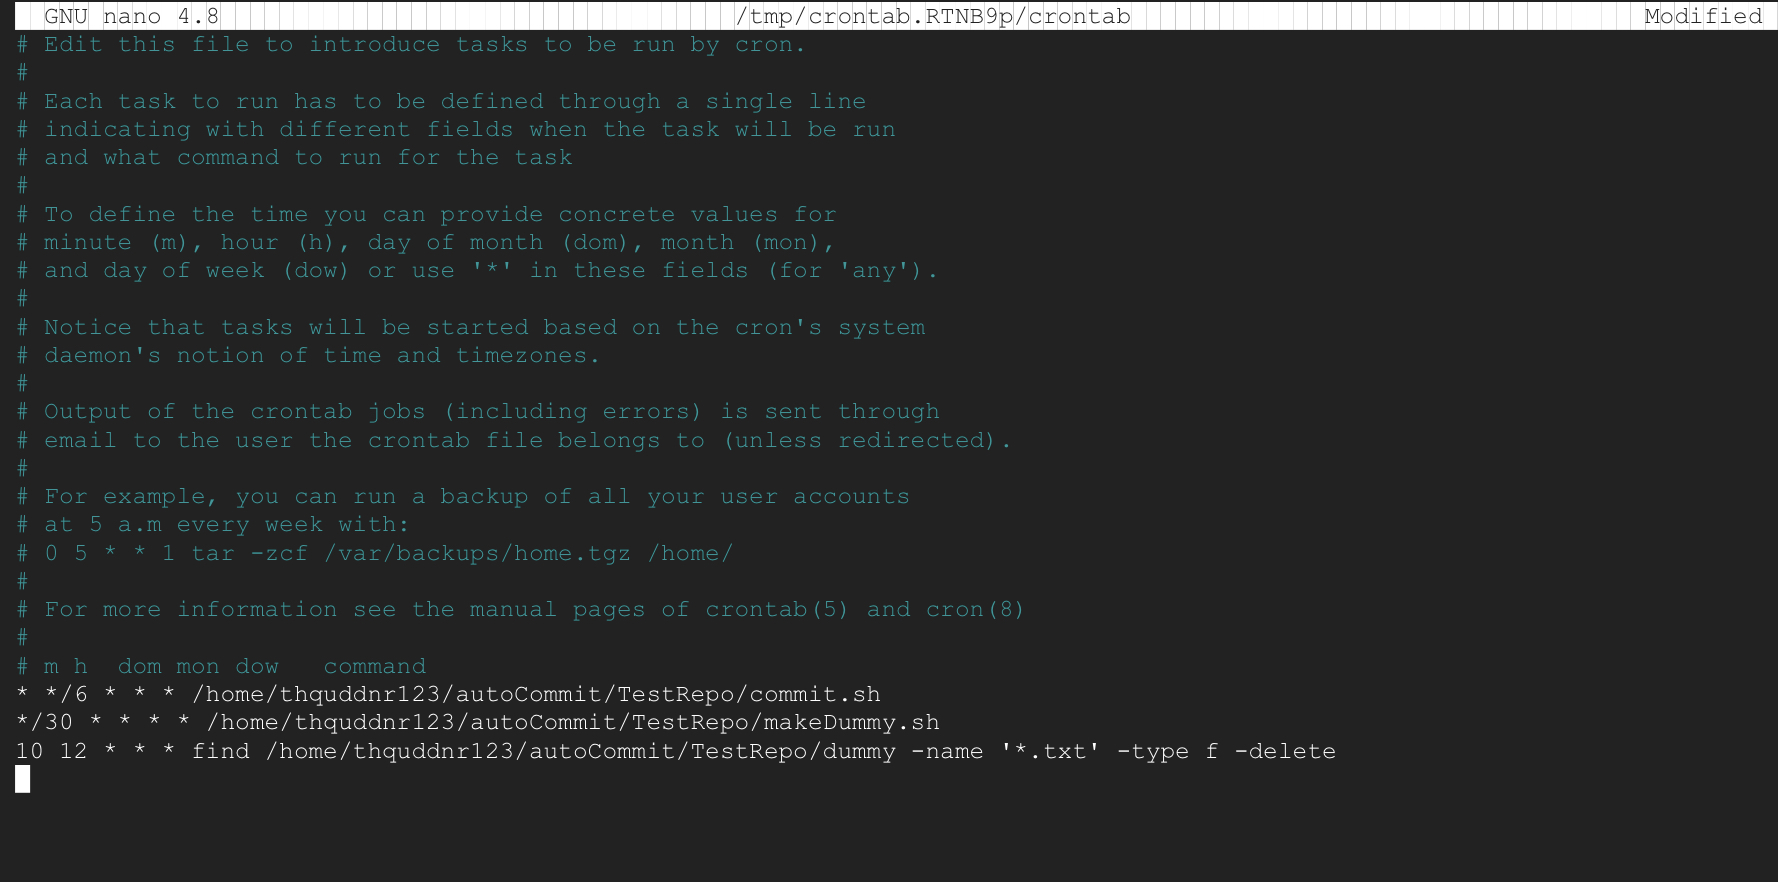 GNU nano 4.8 /tmp/crontab.RTNB9p/crontab Modified
# Edit this file to introduce tasks to be run by cron.
#
# Each task to run has to be defined through a single line
# indicating with different fields when the task will be run
# and what command to run for the task
#
# To define the time you can provide concrete values for
# minute (m), hour (h), day of month (dom), month (mon),
# and day of week (dow) or use '*' in these fields (for 'any').
#
# Notice that tasks will be started based on the cron's system
# daemon's notion of time and timezones.
#
# Output of the crontab jobs (including errors) is sent through
# email to the user the crontab file belongs to (unless redirected).
#
# For example, you can run a backup of all your user accounts
# at 5 a.m every week with:
# 0 5 * * 1 tar -zcf /var/backups/home.tgz /home/
#
# For more information see the manual pages of crontab(5) and cron(8)
#
# m h  dom mon dow   command
* */6 * * * /home/thquddnr123/autoCommit/TestRepo/commit.sh
*/30 * * * * /home/thquddnr123/autoCommit/TestRepo/makeDummy.sh
10 12 * * * find /home/thquddnr123/autoCommit/TestRepo/dummy -name '*.txt' -type f -delete